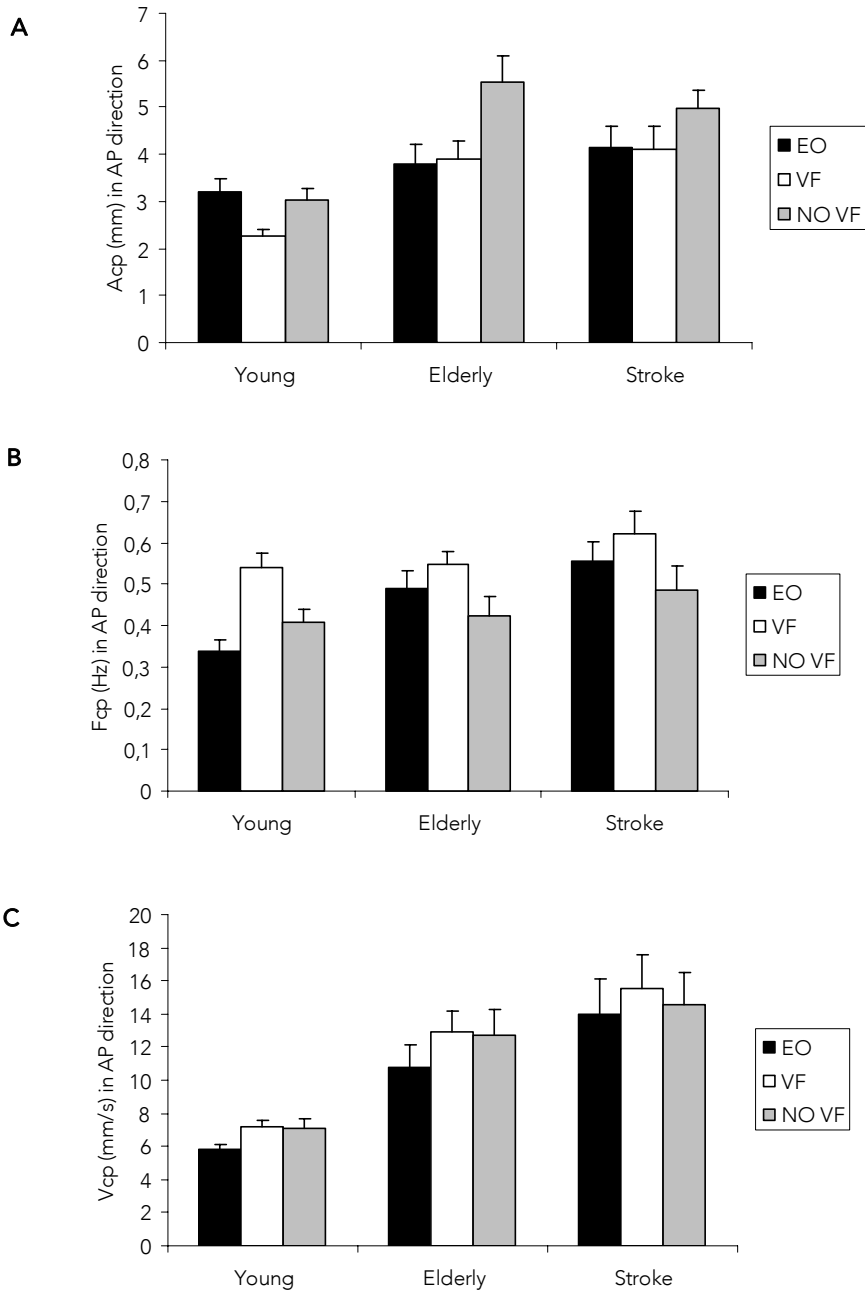 A
Acp (mm) in AP direction
7
6
5
4
3
2
1
0
Young Elderly Stroke
EO
VF
NO VF
B
Fcp (Hz) in AP direction
0,8
0,7
0,6
0,5
0,4
0,3
0,2
0,1
0
Young Elderly Stroke
EO
VF
NO VF
C
Vcp (mm/s) in AP direction
20
18
16
14
12
10
8
6
4
2
0
Young Elderly Stroke
EO
VF
NO VF